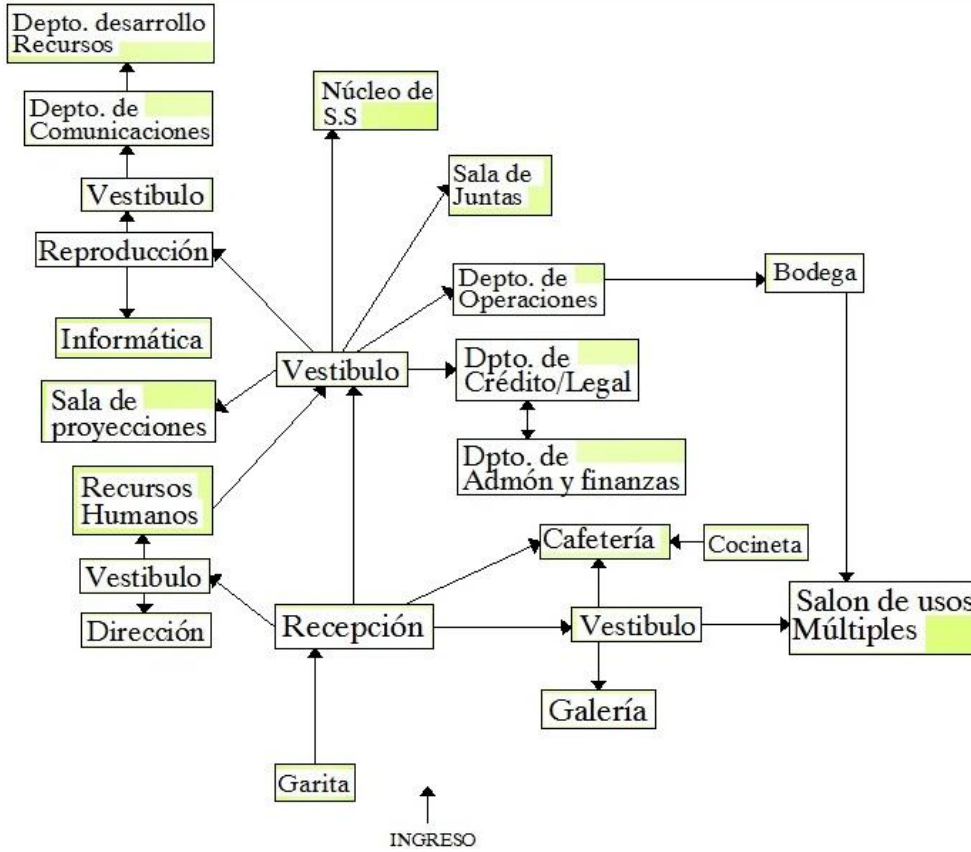 Depto. desarrollo
Recursos
Depto. de
Comunicaciones
Vestibulo
Reproducción
Informática
Sala de
proyecciones
Recursos
Humanos
Vestibulo
Dirección
Núcleo de
S.S
Sala de
Juntas
Depto. de
Operaciones
Bodega
Vestibulo
Dpto. de
Crédito/Legal
Dpto. de
Admón y finanzas
Cafetería
Cocineta
Recepción
Vestibulo
Salon de usos
Múltiples
Galería
Garita
INGRESO